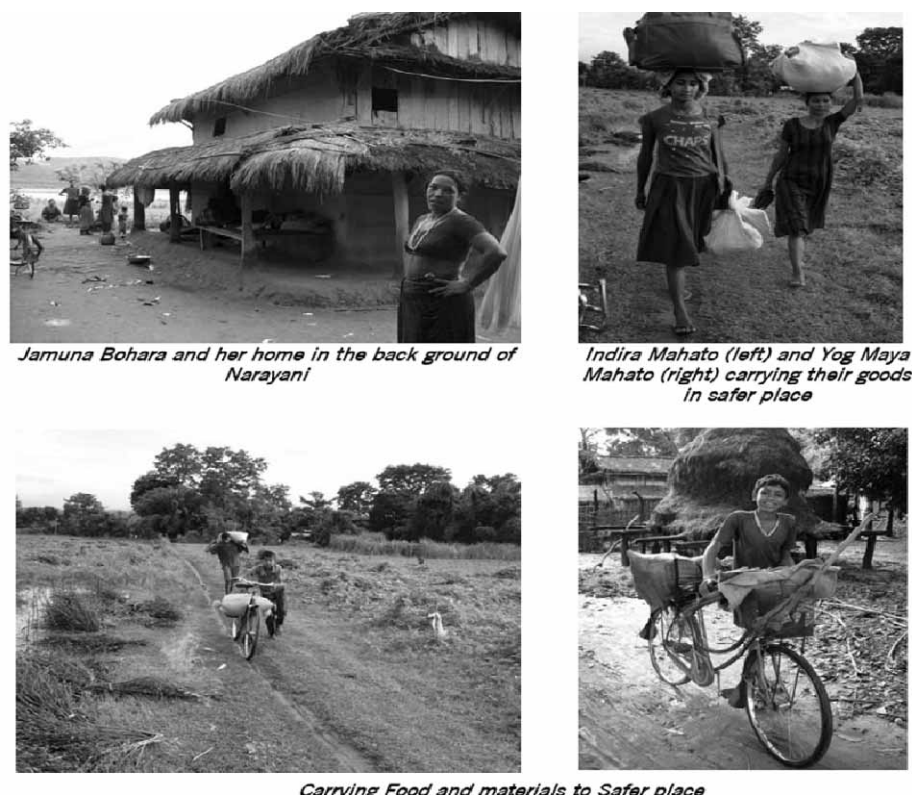 CHAPS
Jamuna Bohara and her home in the back ground of
Narayani
Indira Mahato (left) and Yog Maya
Mahato (right) carrying their goods
in safer place
Carrying Food and materials to Safer place